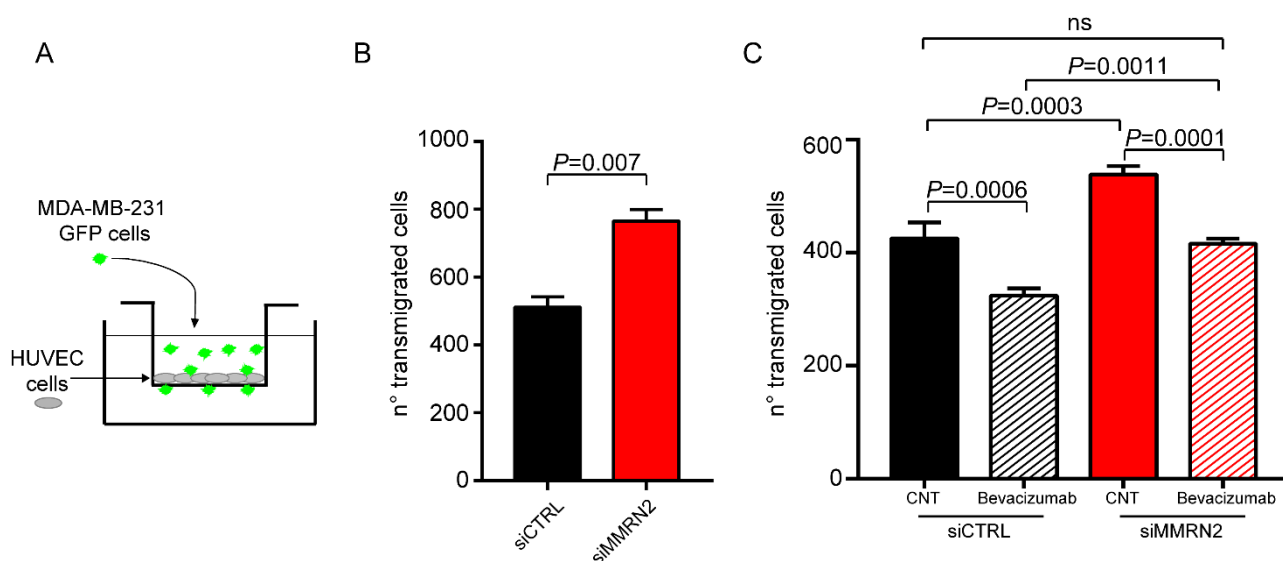 A
MDA-MB-231
GFP cells
HUVEC
cells
B
n° transmigrated cells
1000
800
600
400
200
0
P=0.007
siCTRL
siMMRN2
C
ns
P=0.0011
P=0.0003
P=0.0001
P=0.0006
n° transmigrated cells
600
400
200
0
CNT Bevacizumab CNT Bevacizumab
siCTRL siMMRN2